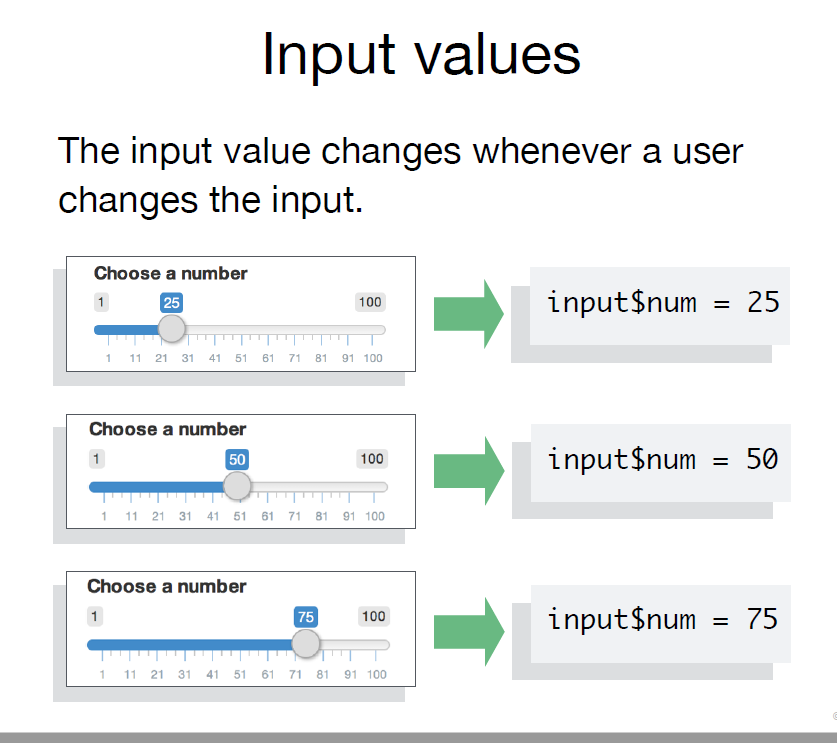 Input values
The input value changes whenever a user
changes the input.
Choose a number
1 25 100
1 11 21 31 41 51 61 71 81 91 100
input$num = 25
Choose a number
1 50 100
1 11 21 31 41 51 61 71 81 91 100
input$num = 50
Choose a number
1 75 100
1 11 21 31 41 51 61 71 81 91 100
input$num = 75
©